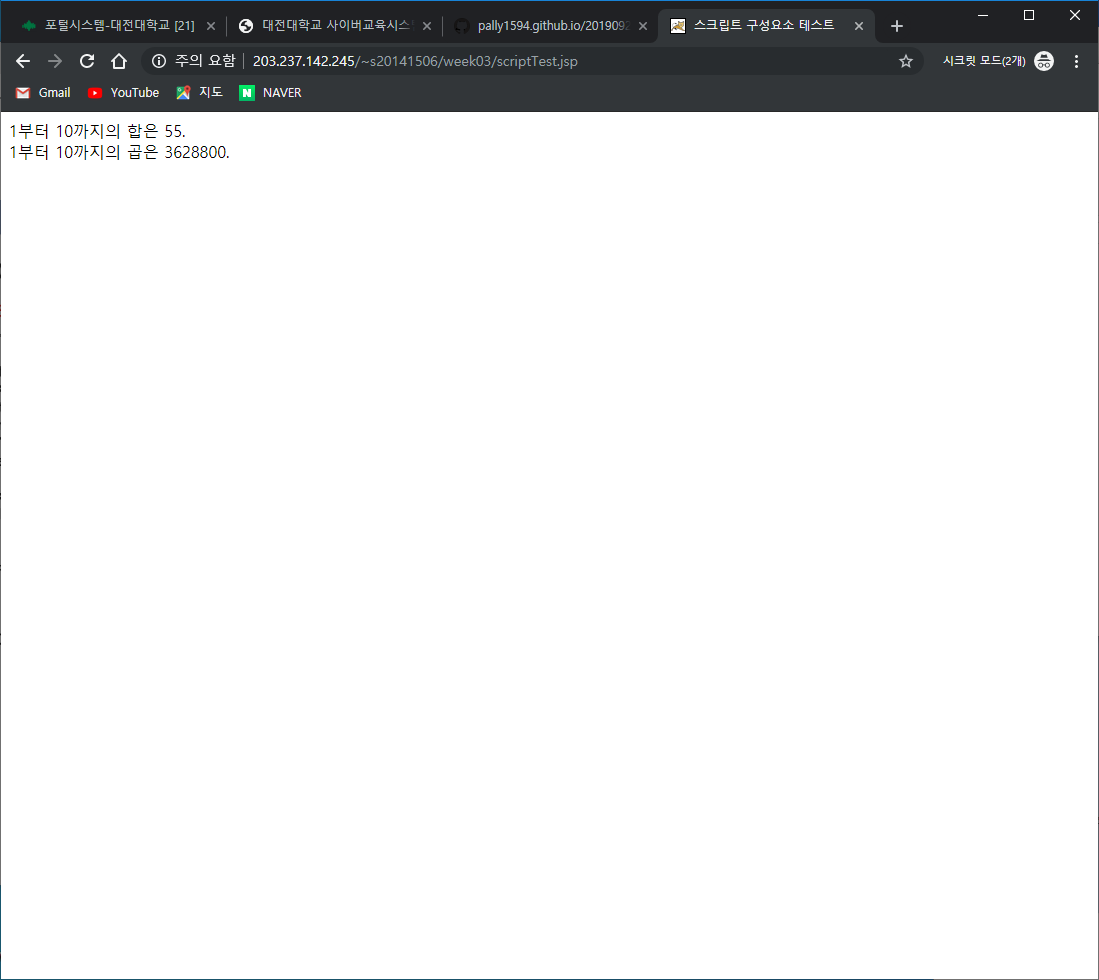 포털시스템-대전대학교 [21]
대전대학교 사이버교육시스
pally1594.github.io/201909
스크립트 구성요소 테스트
주의 요함
203.237.142.245/~s20141506/week03/scriptTest.jsp
시크릿 모드(2개)
Gmail
YouTube
지도
NAVER
1부터 10까지의 합은 55.
1부터 10까지의 곱은 3628800.